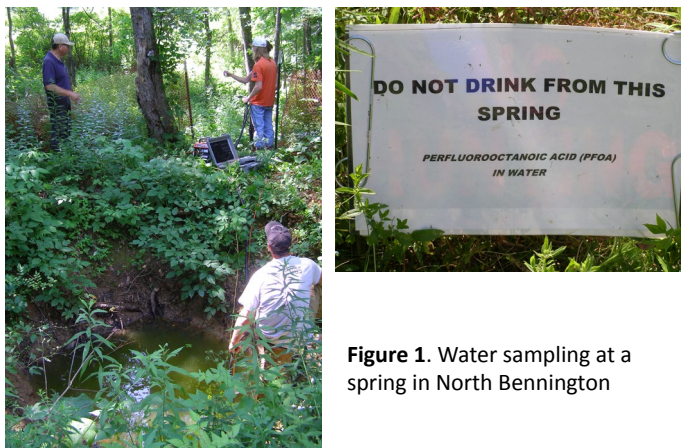 DO NOT DRINK FROM THIS
SPRING
PERFLUOROOCTANOIC ACID (PFOA)
IN WATER
Figure 1. Water sampling at a
spring in North Bennington